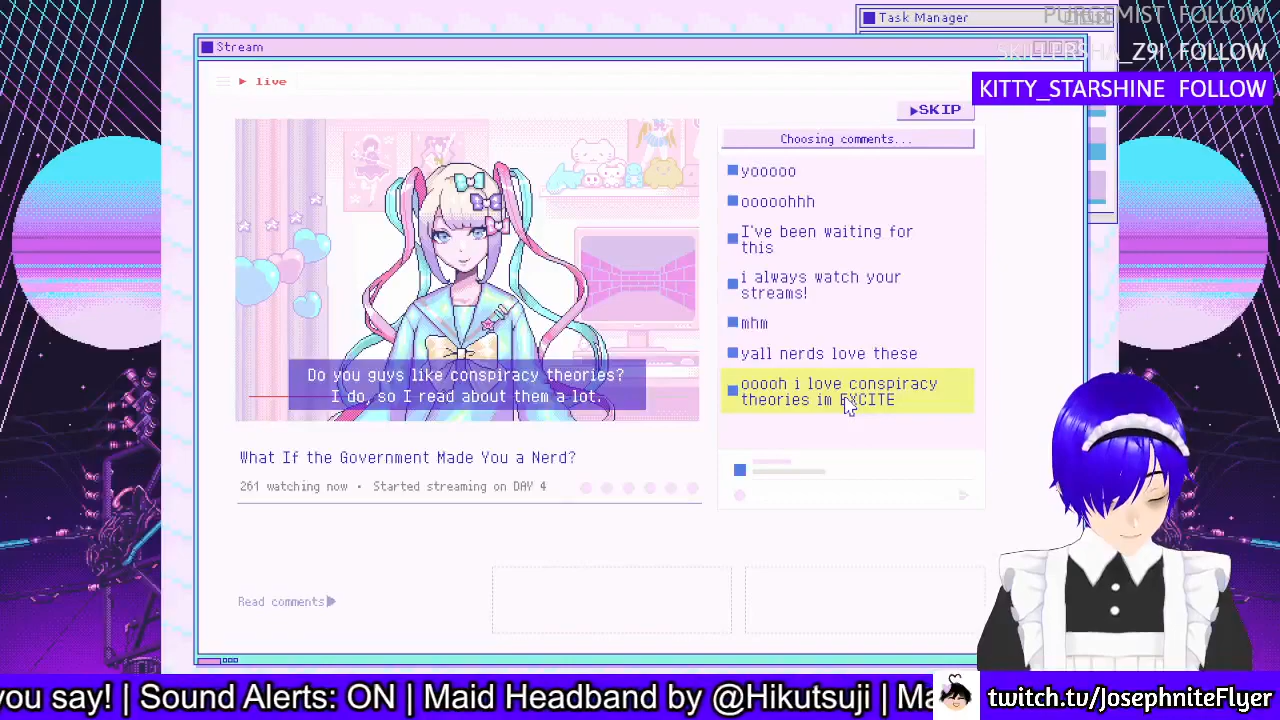 Task Manager
FOLLOW
Stream
FOLLOW
live
KITTY_STARSHINE FOLLOW
▶SKIP
Choosing comments...
yooooo
ooooohhh
I've been waiting for
this
i always watch your
streams!
mhm
yall nerds love these
ooooh i love conspiracy
theories im EXCITE
Do you guys like conspiracy theories?
I do, so I read about them a lot.
What If the Government Made You a Nerd?
261 watching now • Started streaming on DAY 4
Read comments▶
you say! | Sound Alerts: ON | Maid Headband by @Hikutsuji | Ma
twitch.tv/JosephniteFlyer